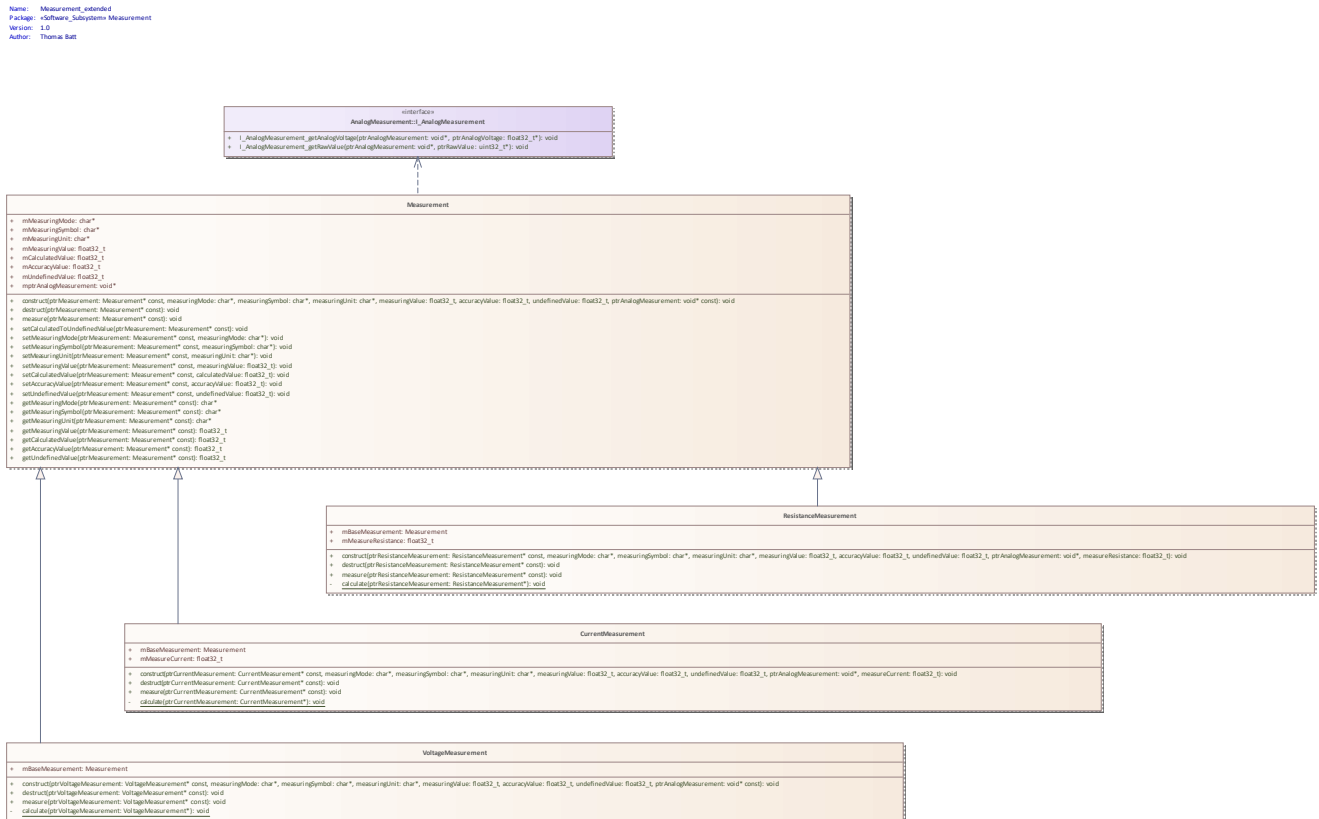 Name: Measurement_extended
Package: «Software_Subsystem» Measurement
Version: 1.0
Author: Thomas Batt
«interface»
AnalogMeasurement::I_AnalogMeasurement
+ I_AnalogMeasurement_getAnalogVoltage(ptrAnalogMeasurement: void*, ptrAnalogVoltage: float32_t*): void
+ I_AnalogMeasurement_getRawValue(ptrAnalogMeasurement: void*, ptrRawValue: uint32_t*): void
Measurement
+ mMeasuringMode: char*
+ mMeasuringSymbol: char*
+ mMeasuringUnit: char*
+ mMeasuringValue: float32_t
+ mCalculatedValue: float32_t
+ mAccuracyValue: float32_t
+ mUndefinedValue: float32_t
+ mptrAnalogMeasurement: void*
+ construct(ptrMeasurement: Measurement* const, measuringMode: char*, measuringSymbol: char*, measuringUnit: char*, measuringValue: float32_t, accuracyValue: float32_t, undefinedValue: float32_t, ptrAnalogMeasurement: void* const): void
+ destruct(ptrMeasurement: Measurement* const): void
+ measure(ptrMeasurement: Measurement* const): void
+ setCalculatedToUndefinedValue(ptrMeasurement: Measurement* const): void
+ setMeasuringMode(ptrMeasurement: Measurement* const, measuringMode: char*): void
+ setMeasuringSymbol(ptrMeasurement: Measurement* const, measuringSymbol: char*): void
+ setMeasuringUnit(ptrMeasurement: Measurement* const, measuringUnit: char*): void
+ setMeasuringValue(ptrMeasurement: Measurement* const, measuringValue: float32_t): void
+ setCalculatedValue(ptrMeasurement: Measurement* const, calculatedValue: float32_t): void
+ setAccuracyValue(ptrMeasurement: Measurement* const, accuracyValue: float32_t): void
+ setUndefinedValue(ptrMeasurement: Measurement* const, undefinedValue: float32_t): void
+ getMeasuringMode(ptrMeasurement: Measurement* const): char*
+ getMeasuringSymbol(ptrMeasurement: Measurement* const): char*
+ getMeasuringUnit(ptrMeasurement: Measurement* const): char*
+ getMeasuringValue(ptrMeasurement: Measurement* const): float32_t
+ getCalculatedValue(ptrMeasurement: Measurement* const): float32_t
+ getAccuracyValue(ptrMeasurement: Measurement* const): float32_t
+ getUndefinedValue(ptrMeasurement: Measurement* const): float32_t
ResistanceMeasurement
+ mBaseMeasurement: Measurement
+ mMeasureResistance: float32_t
+ construct(ptrResistanceMeasurement: ResistanceMeasurement* const, measuringMode: char*, measuringSymbol: char*, measuringUnit: char*, measuringValue: float32_t, accuracyValue: float32_t, undefinedValue: float32_t, ptrAnalogMeasurement: void*, measureResistance: float32_t): void
+ destruct(ptrResistanceMeasurement: ResistanceMeasurement* const): void
+ measure(ptrResistanceMeasurement: ResistanceMeasurement* const): void
- calculate(ptrResistanceMeasurement: ResistanceMeasurement*): void
CurrentMeasurement
+ mBaseMeasurement: Measurement
+ mMeasureCurrent: float32_t
+ construct(ptrCurrentMeasurement: CurrentMeasurement* const, measuringMode: char*, measuringSymbol: char*, measuringUnit: char*, measuringValue: float32_t, accuracyValue: float32_t, undefinedValue: float32_t, ptrAnalogMeasurement: void*, measureCurrent: float32_t): void
+ destruct(ptrCurrentMeasurement: CurrentMeasurement* const): void
+ measure(ptrCurrentMeasurement: CurrentMeasurement* const): void
- calculate(ptrCurrentMeasurement: CurrentMeasurement*): void
VoltageMeasurement
+ mBaseMeasurement: Measurement
+ construct(ptrVoltageMeasurement: VoltageMeasurement* const, measuringMode: char*, measuringSymbol: char*, measuringUnit: char*, measuringValue: float32_t, accuracyValue: float32_t, undefinedValue: float32_t, ptrAnalogMeasurement: void* const): void
+ destruct(ptrVoltageMeasurement: VoltageMeasurement* const): void
+ measure(ptrVoltageMeasurement: VoltageMeasurement* const): void
- calculate(ptrVoltageMeasurement: VoltageMeasurement*): void